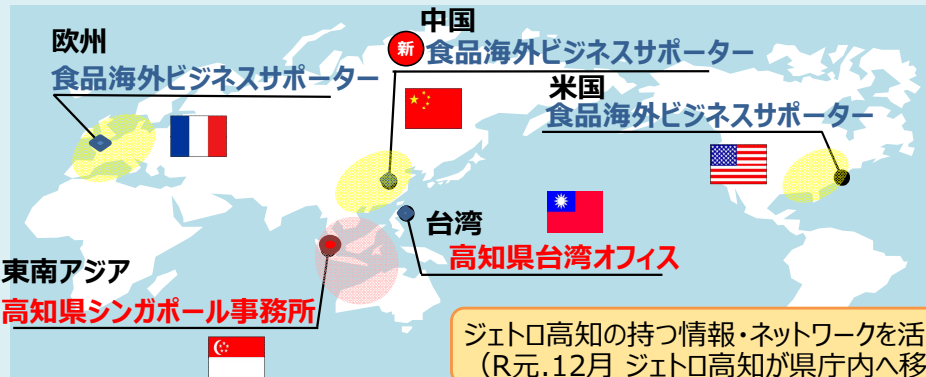 欧州
食品海外ビジネスサポーター
中国
新
食品海外ビジネスサポーター
米国
食品海外ビジネスサポーター
台湾
高知県台湾オフィス
東南アジア
高知県シンガポール事務所
ジェトロ高知の持つ情報・ネットワークを活
（R元.12月 ジェトロ高知が県庁内へ移